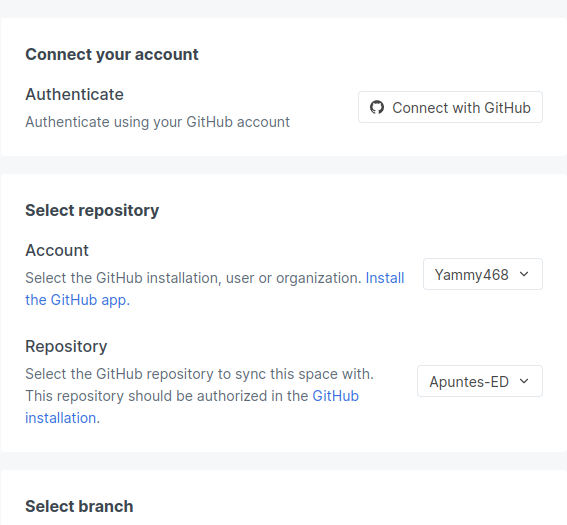 Connect your account
Authenticate
Authenticate using your GitHub account
Connect with GitHub
Select repository
Account
Select the GitHub installation, user or organization. Install
the GitHub app.
Yammy468
Repository
Select the GitHub repository to sync this space with.
This repository should be authorized in the GitHub
installation.
Apuntes-ED
Select branch